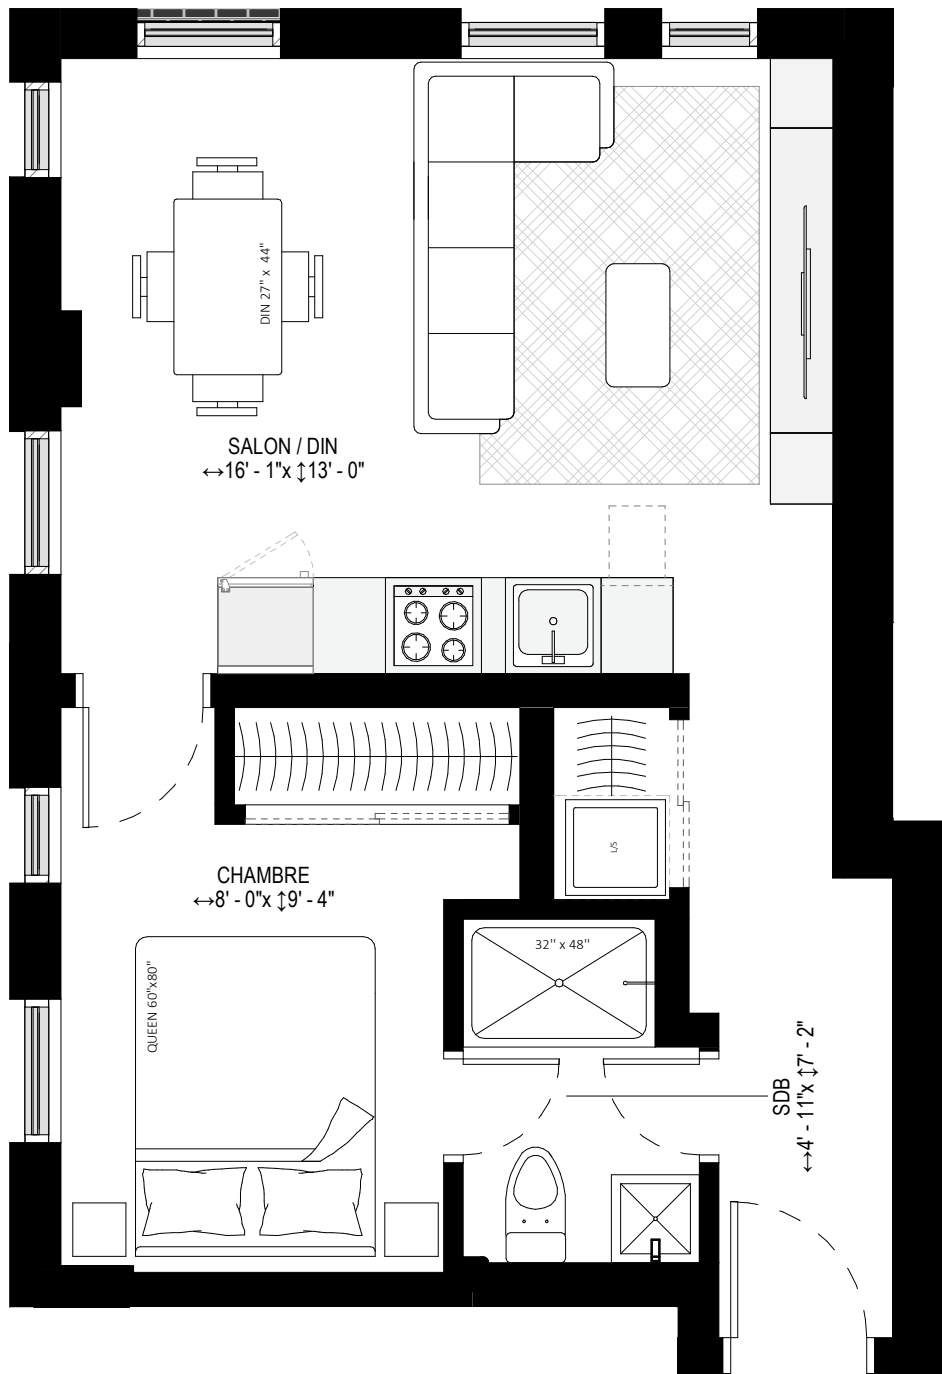 DIN 27" x 44"
SALON / DIN
↔16' - 1"x ↕13' - 0"
L/S
CHAMBRE
↔8' - 0"x ↕9' - 4"
32" x 48"
QUEEN 60"x80"
SDB
↔4' - 11"x ↕7' - 2"